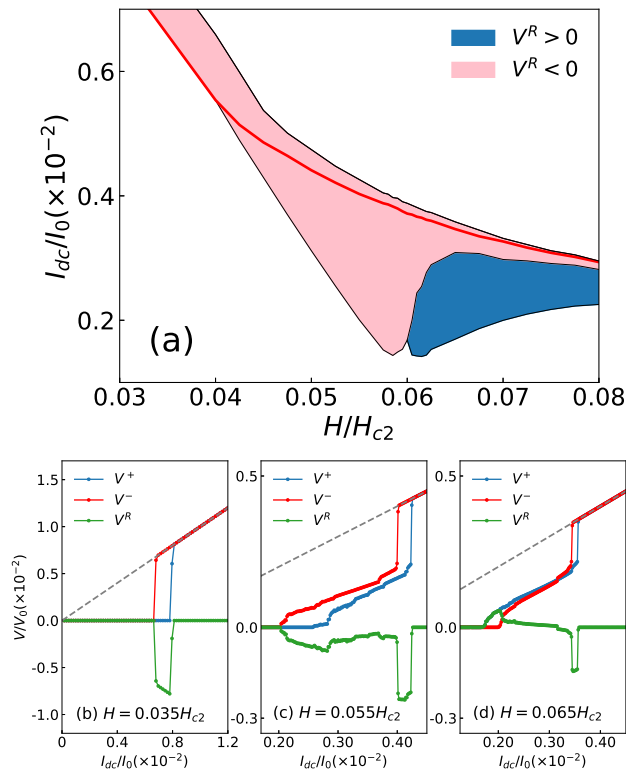 0.6
0.4
0.2
I_dc/I_0(×10^-2)
V^R > 0
V^R < 0
(a)
0.03 0.04 0.05 0.06 0.07 0.08
H/H_c2
1.5
1.0
0.5
0.0
-0.5
-1.0
V/V_0(×10^-2)
V^+
V^-
V^R
(b) H = 0.035H_c2
0 0.4 0.8 1.2
I_dc/I_0(×10^-2)
0.5
0.0
-0.3
V^+
V^-
V^R
(c) H = 0.055H_c2
0.20 0.30 0.40
I_dc/I_0(×10^-2)
0.5
0.0
-0.3
V^+
V^-
V^R
(d) H = 0.065H_c2
0.20 0.30 0.40
I_dc/I_0(×10^-2)